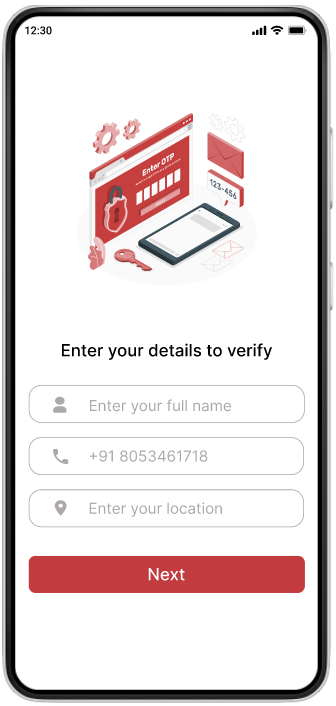 12:30
Enter OTP
123-456
Enter your details to verify
Enter your full name
+91 8053461718
Enter your location
Next